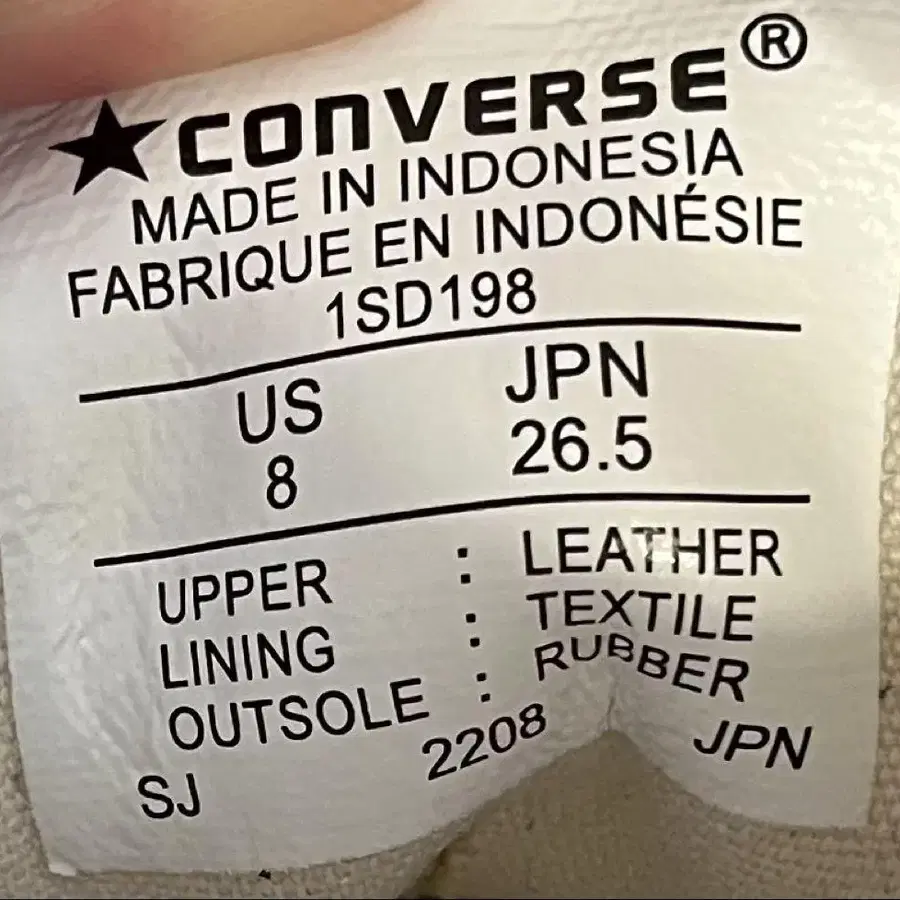 ★CONVERSE®
MADE IN INDONESIA
FABRIQUE EN INDONÉSIE
1SD198
US JPN
8 26.5
UPPER : LEATHER
LINING : TEXTILE
OUTSOLE : RUBBER
SJ 2208 JPN